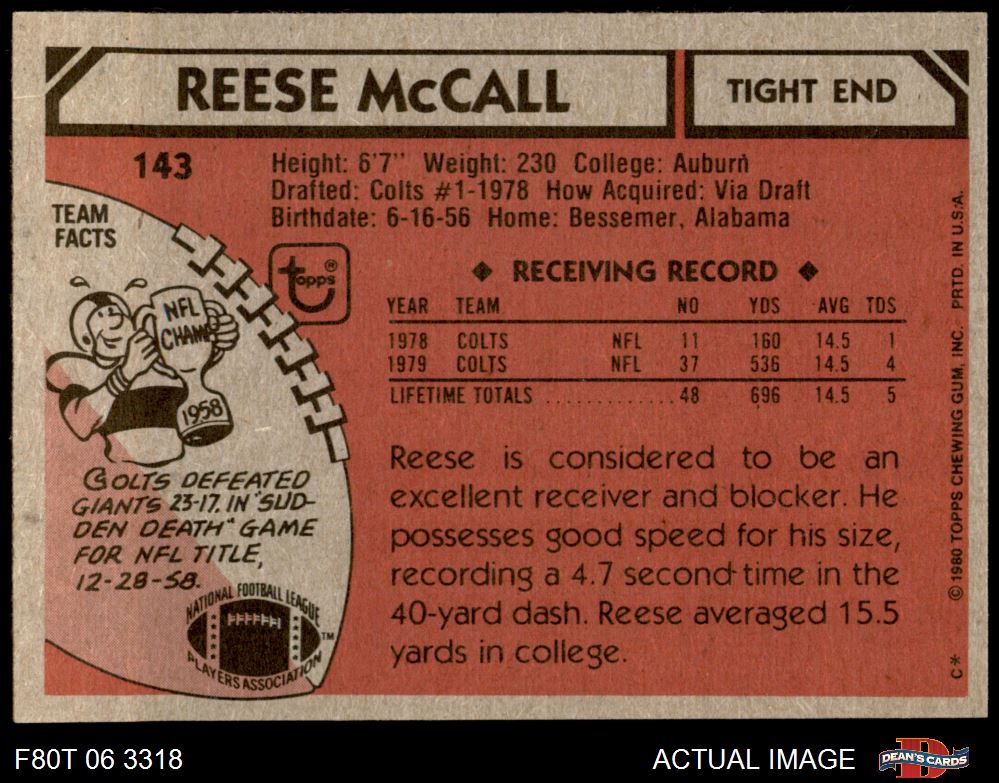 REESE McCALL
TIGHT END
143
Height: 6'7" Weight: 230 College: Auburn
Drafted: Colts #1-1978 How Acquired: Via Draft
Birthdate: 6-16-56 Home: Bessemer, Alabama
TEAM
FACTS
NFL
CHAMP
1958
COLTS DEFEATED
GIANTS 23-17, IN "SUD-
DEN DEATH" GAME
FOR NFL TITLE,
12-28-58.
NATIONAL FOOTBALL LEAGUE
PLAYERS ASSOCIATION
TM
topps®
◆ RECEIVING RECORD ◆
YEAR TEAM NO YDS AVG TDS
1978 COLTS NFL 11 160 14.5 1
1979 COLTS NFL 37 536 14.5 4
LIFETIME TOTALS ............. 48 696 14.5 5
Reese is considered to be an
excellent receiver and blocker. He
possesses good speed for his size,
recording a 4.7 second time in the
40-yard dash. Reese averaged 15.5
yards in college.
C* © 1980 TOPPS CHEWING GUM, INC. PRTD. IN U.S.A.
F80T 06 3318
ACTUAL IMAGE
D
DEAN'S CARDS